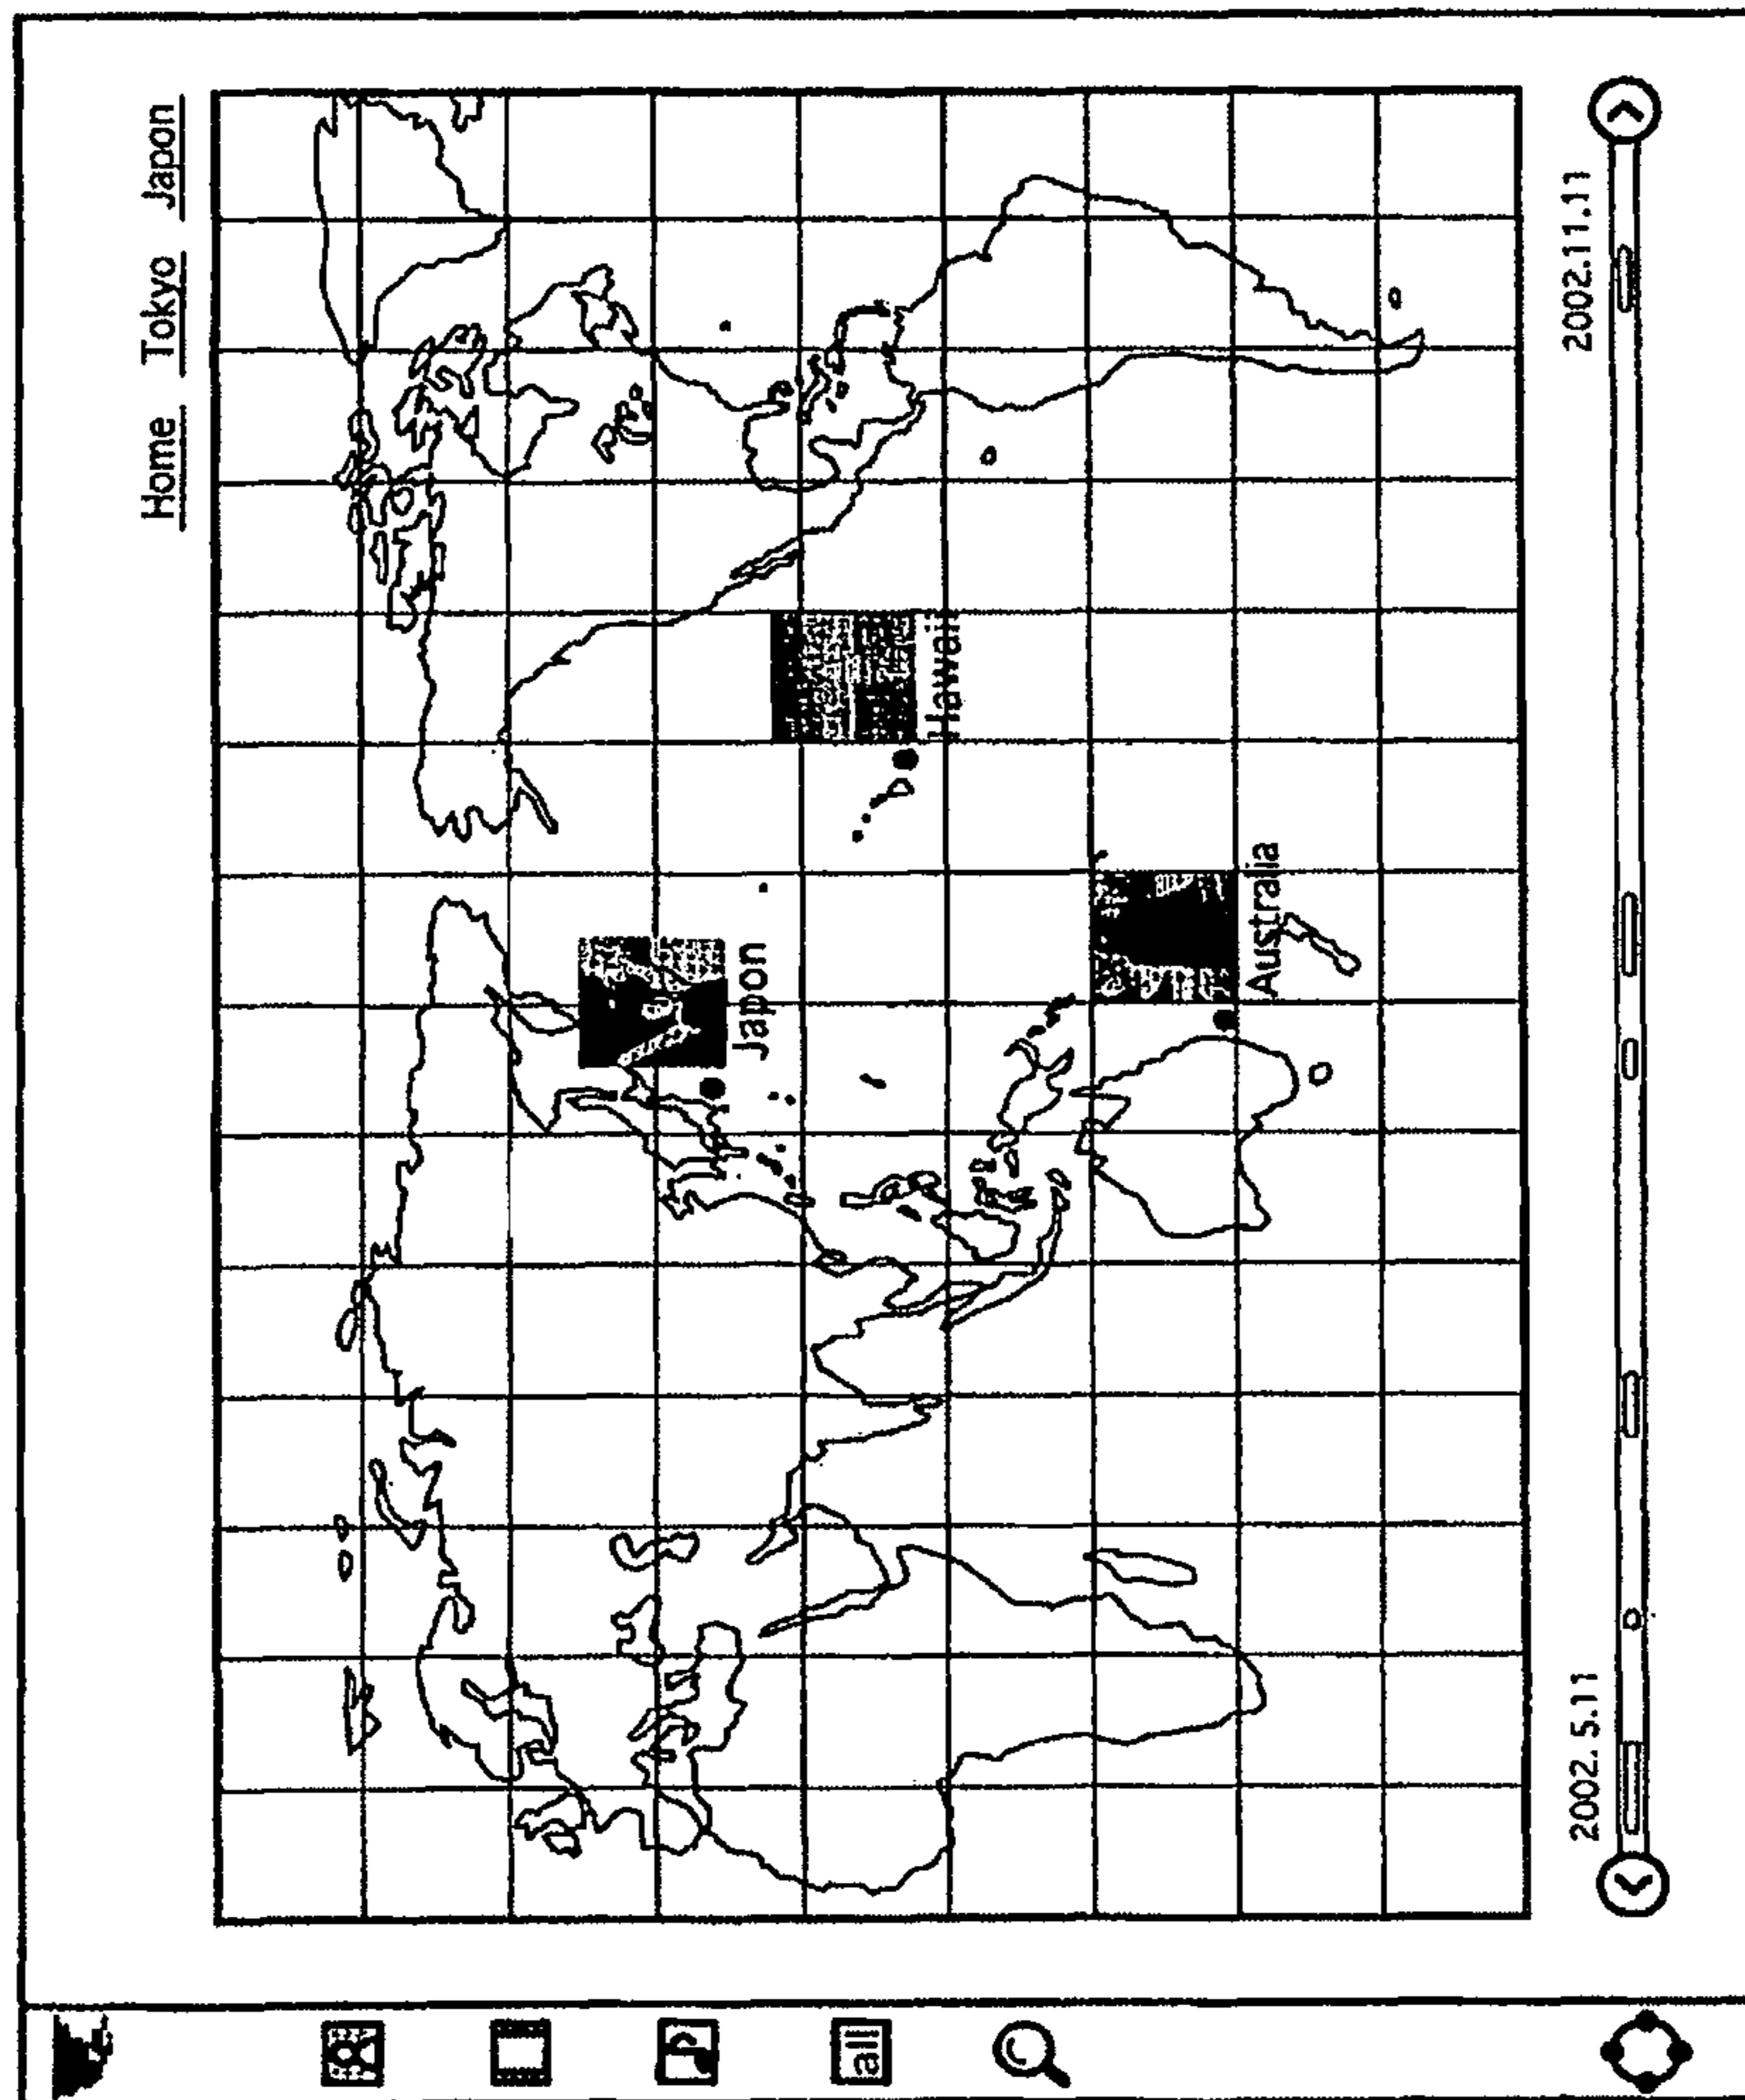 Home Tokyo Japon
Japon
Hawaii
Australia
2002.5.11
2002.11.11
all